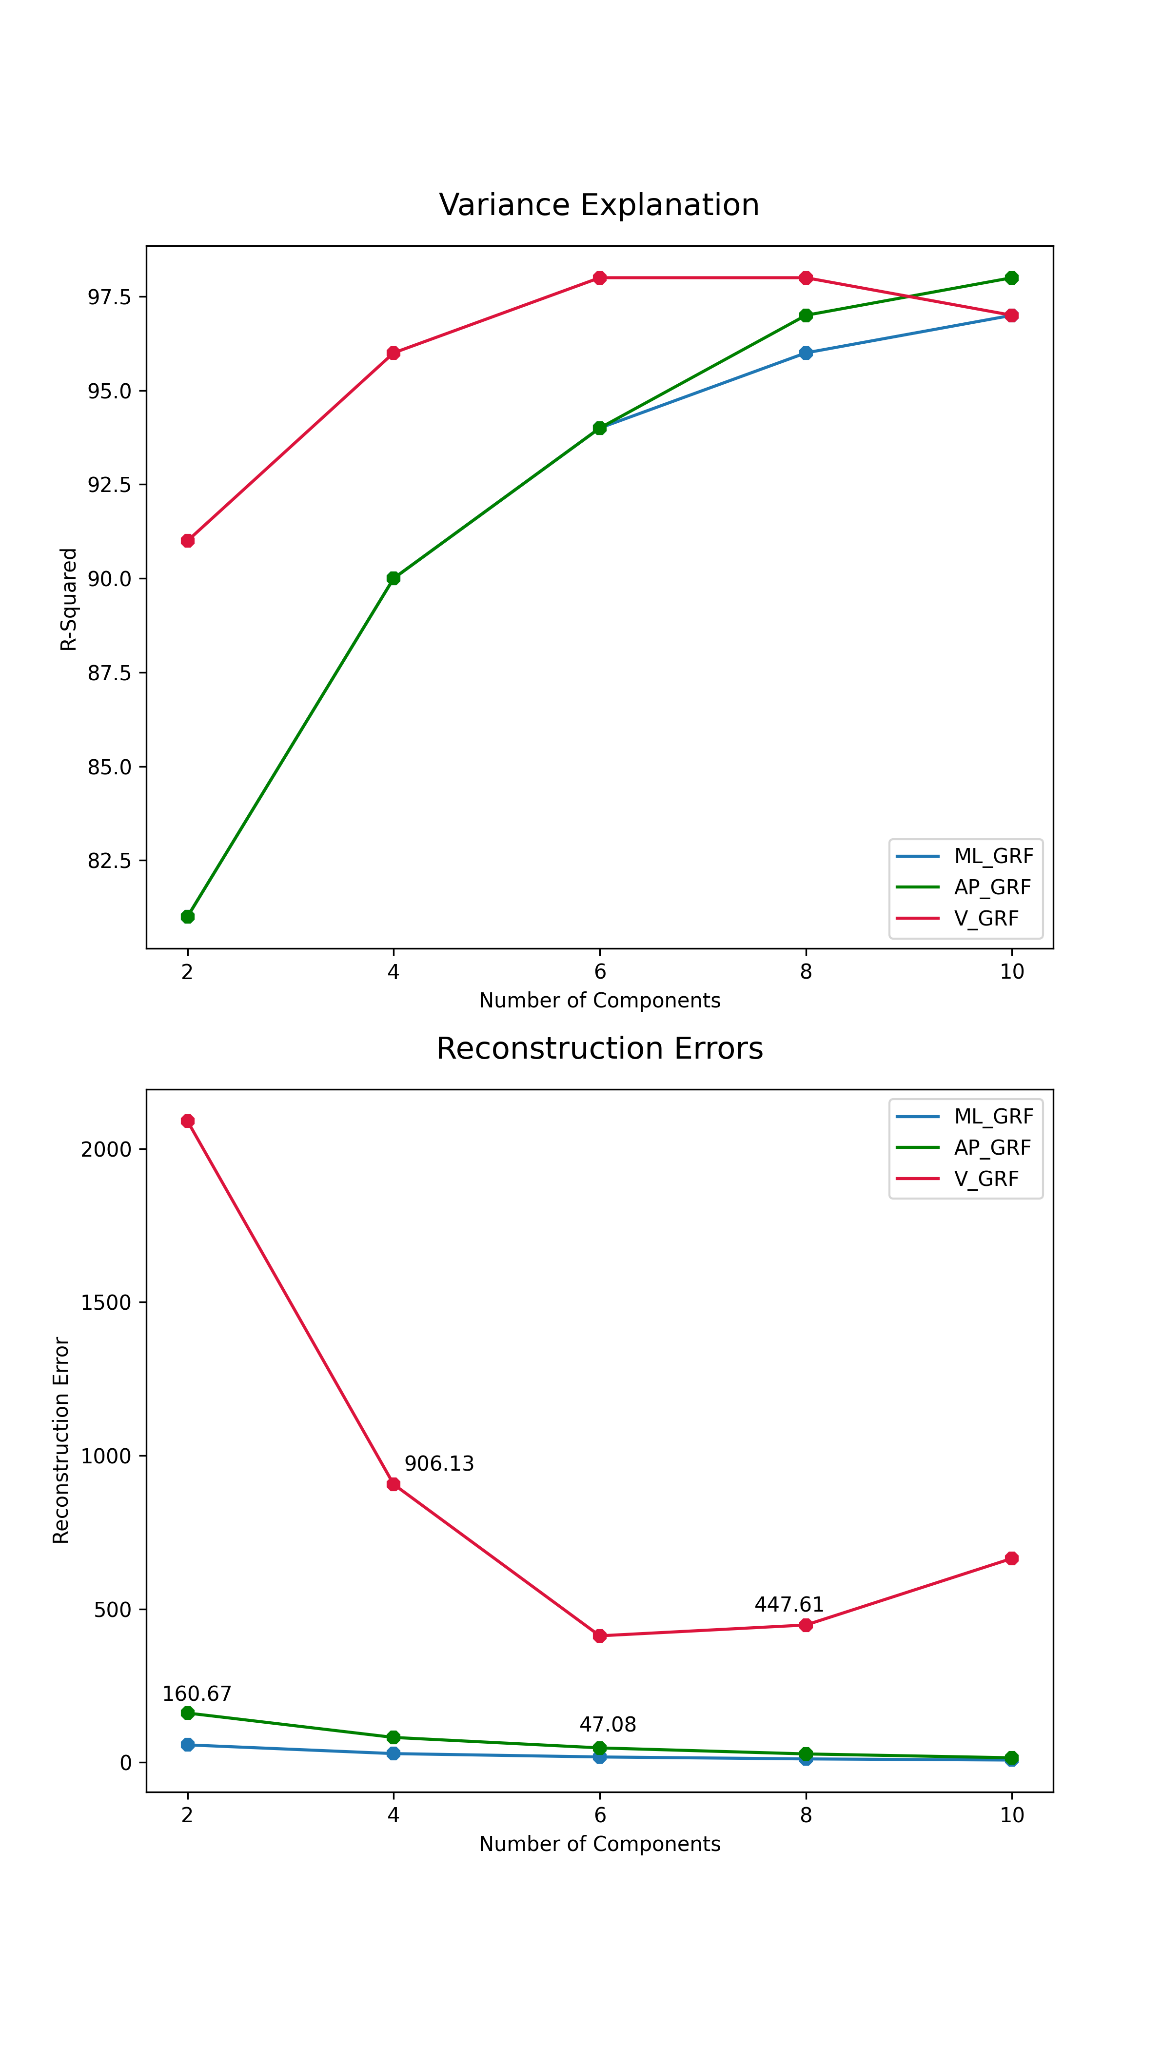 Variance Explanation
97.5
95.0
92.5
90.0
87.5
85.0
82.5
R-Squared
ML_GRF
AP_GRF
V_GRF
2 4 6 8 10
Number of Components
Reconstruction Errors
ML_GRF
AP_GRF
V_GRF
2000
1500
1000
500
0
Reconstruction Error
906.13
447.61
160.67
47.08
2 4 6 8 10
Number of Components